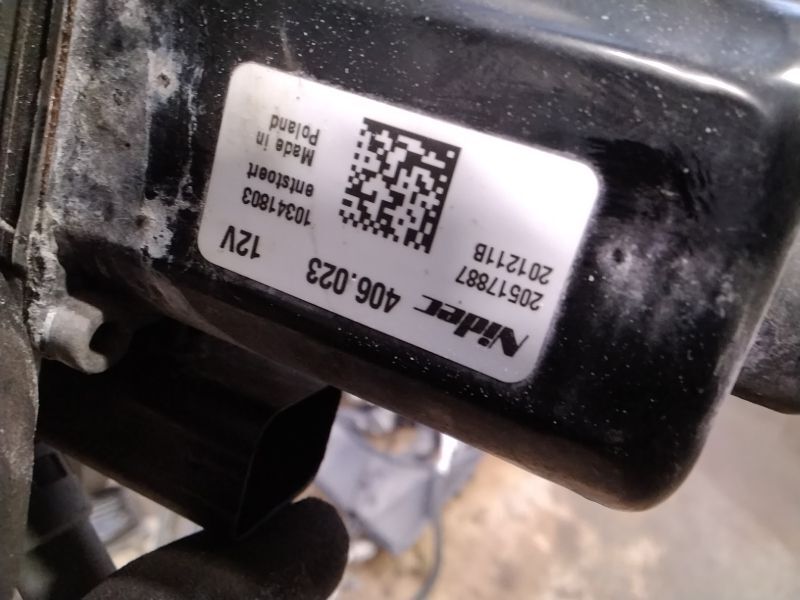 Nidec 406.023 12V
20517887 10341803
201211B entstoert
Made in
Poland